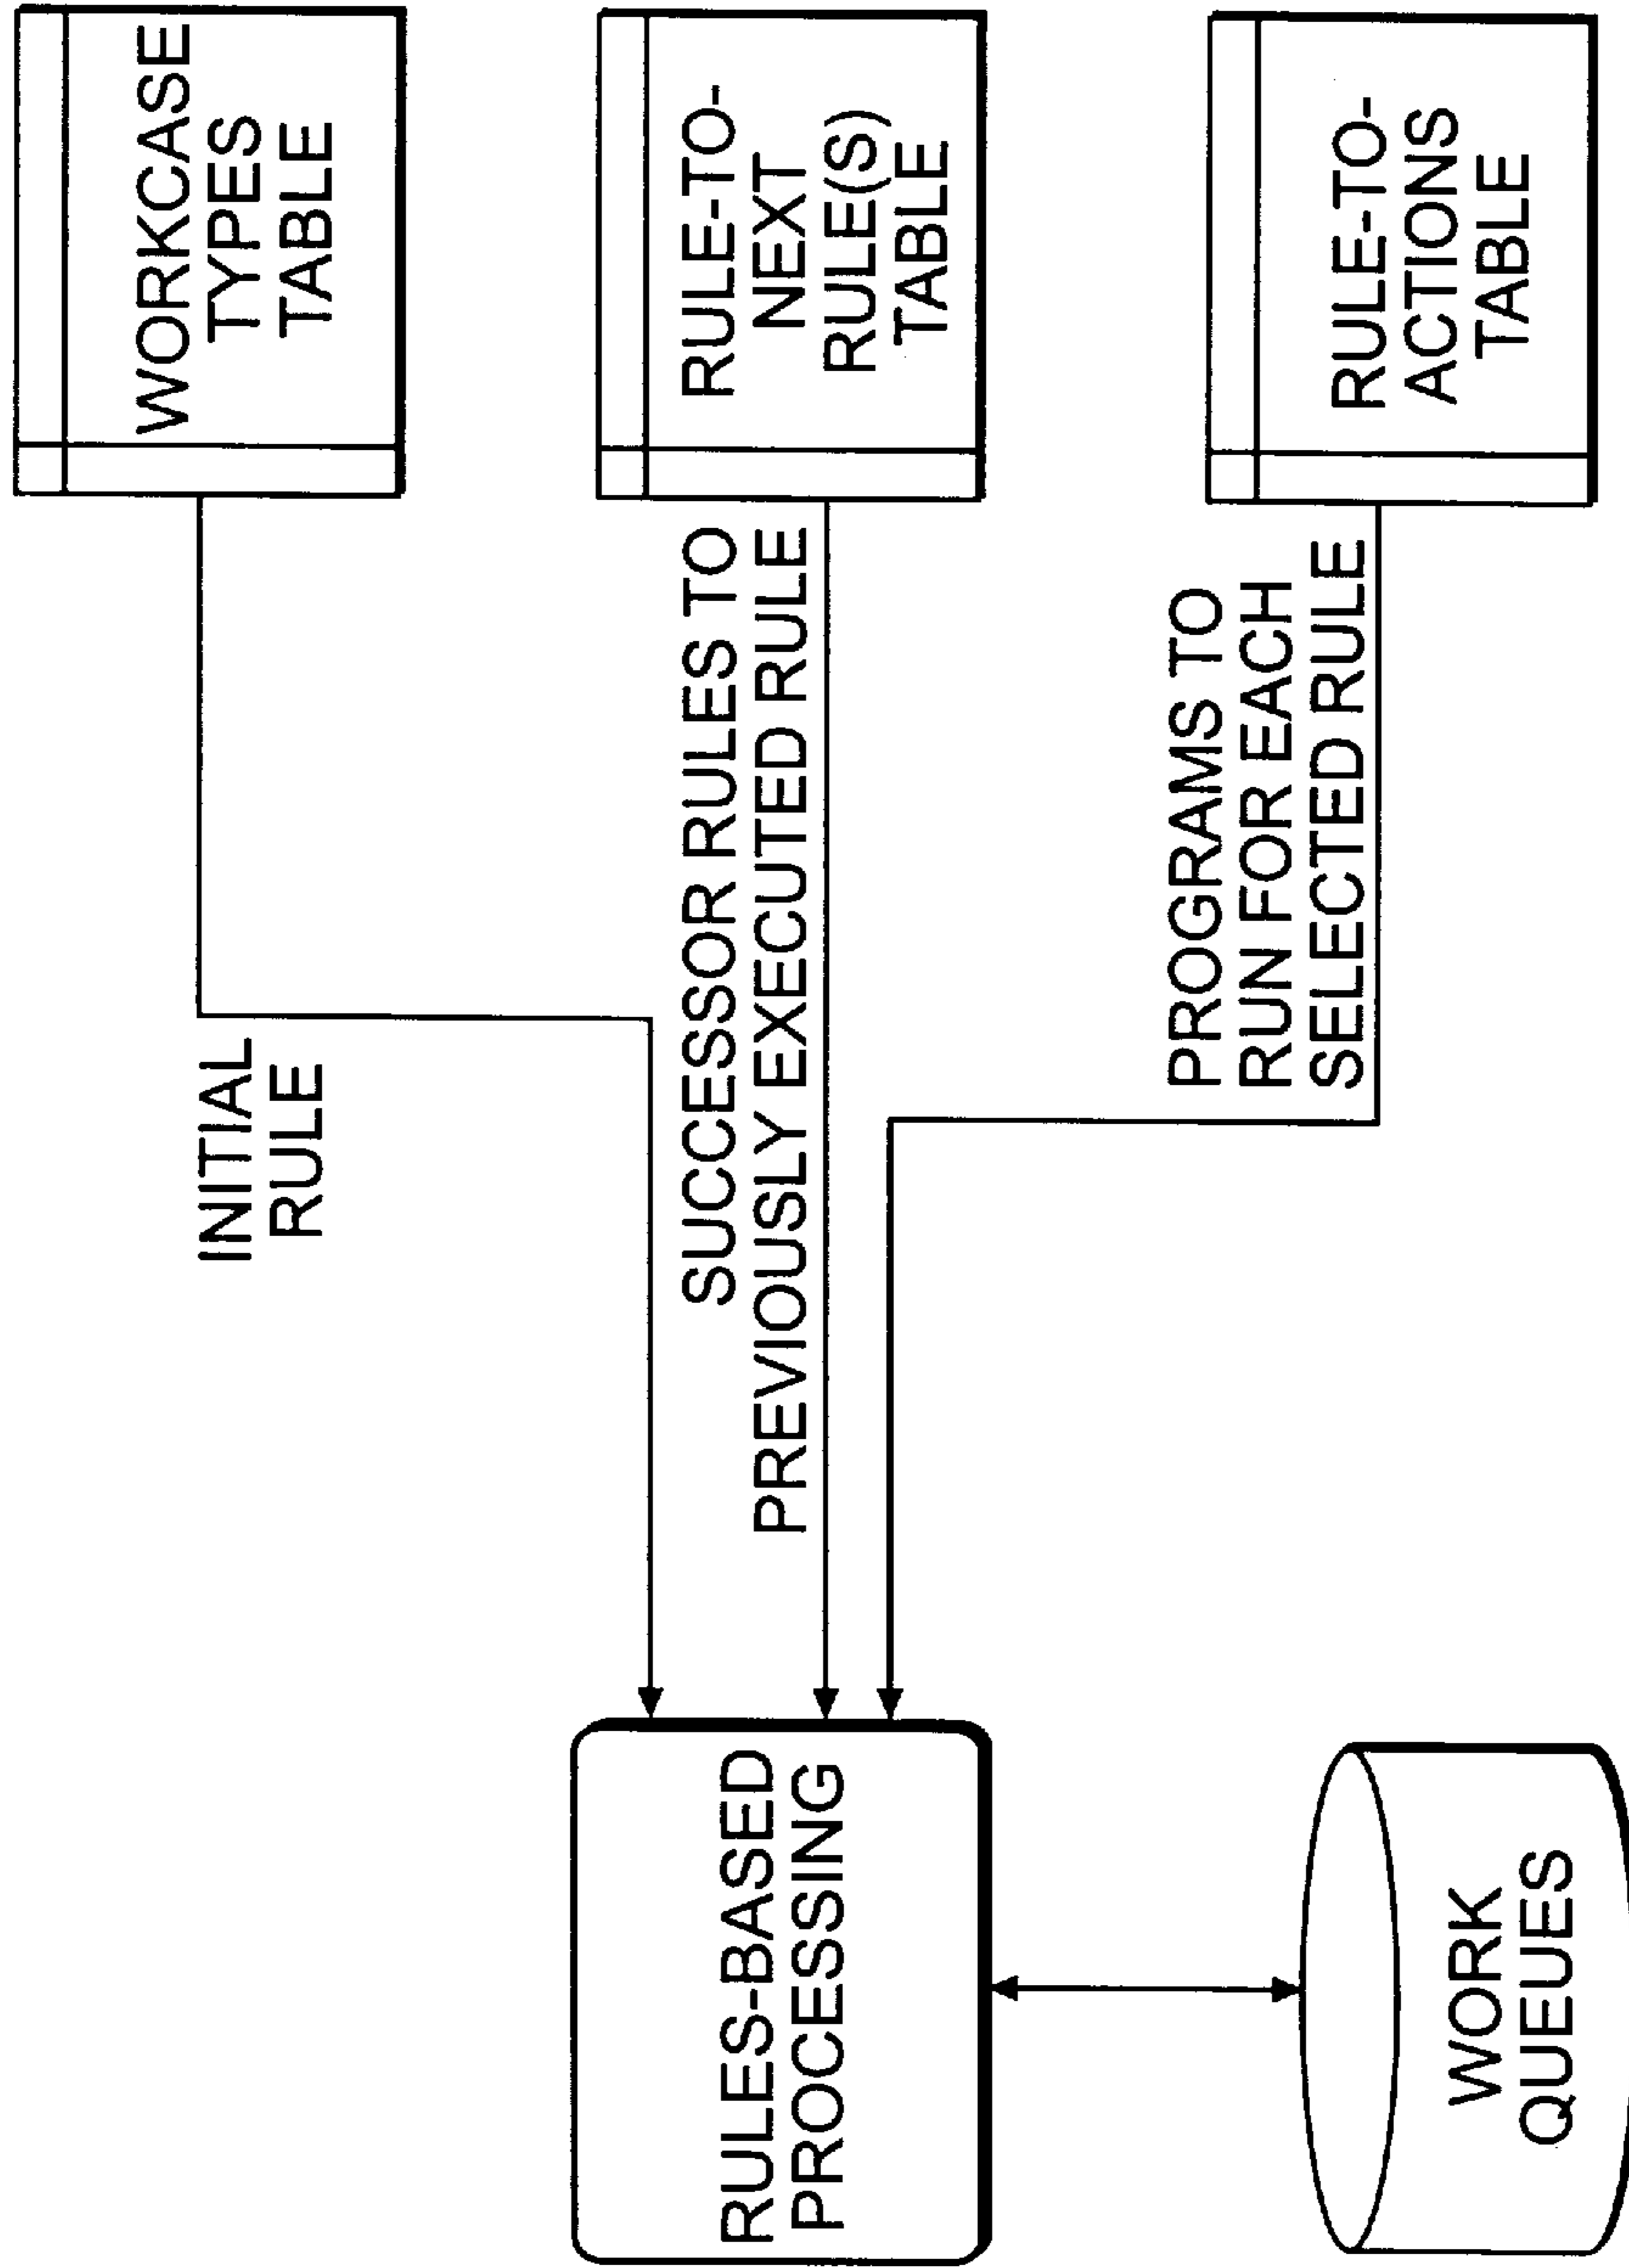 WORKCASE
TYPES
TABLE
INITIAL
RULE
RULE-TO-
NEXT
RULE(S)
TABLE
SUCCESSOR RULES TO
PREVIOUSLY EXECUTED RULE
RULES-BASED
PROCESSING
PROGRAMS TO
RUN FOR EACH
SELECTED RULE
RULE-TO-
ACTIONS
TABLE
WORK
QUEUES